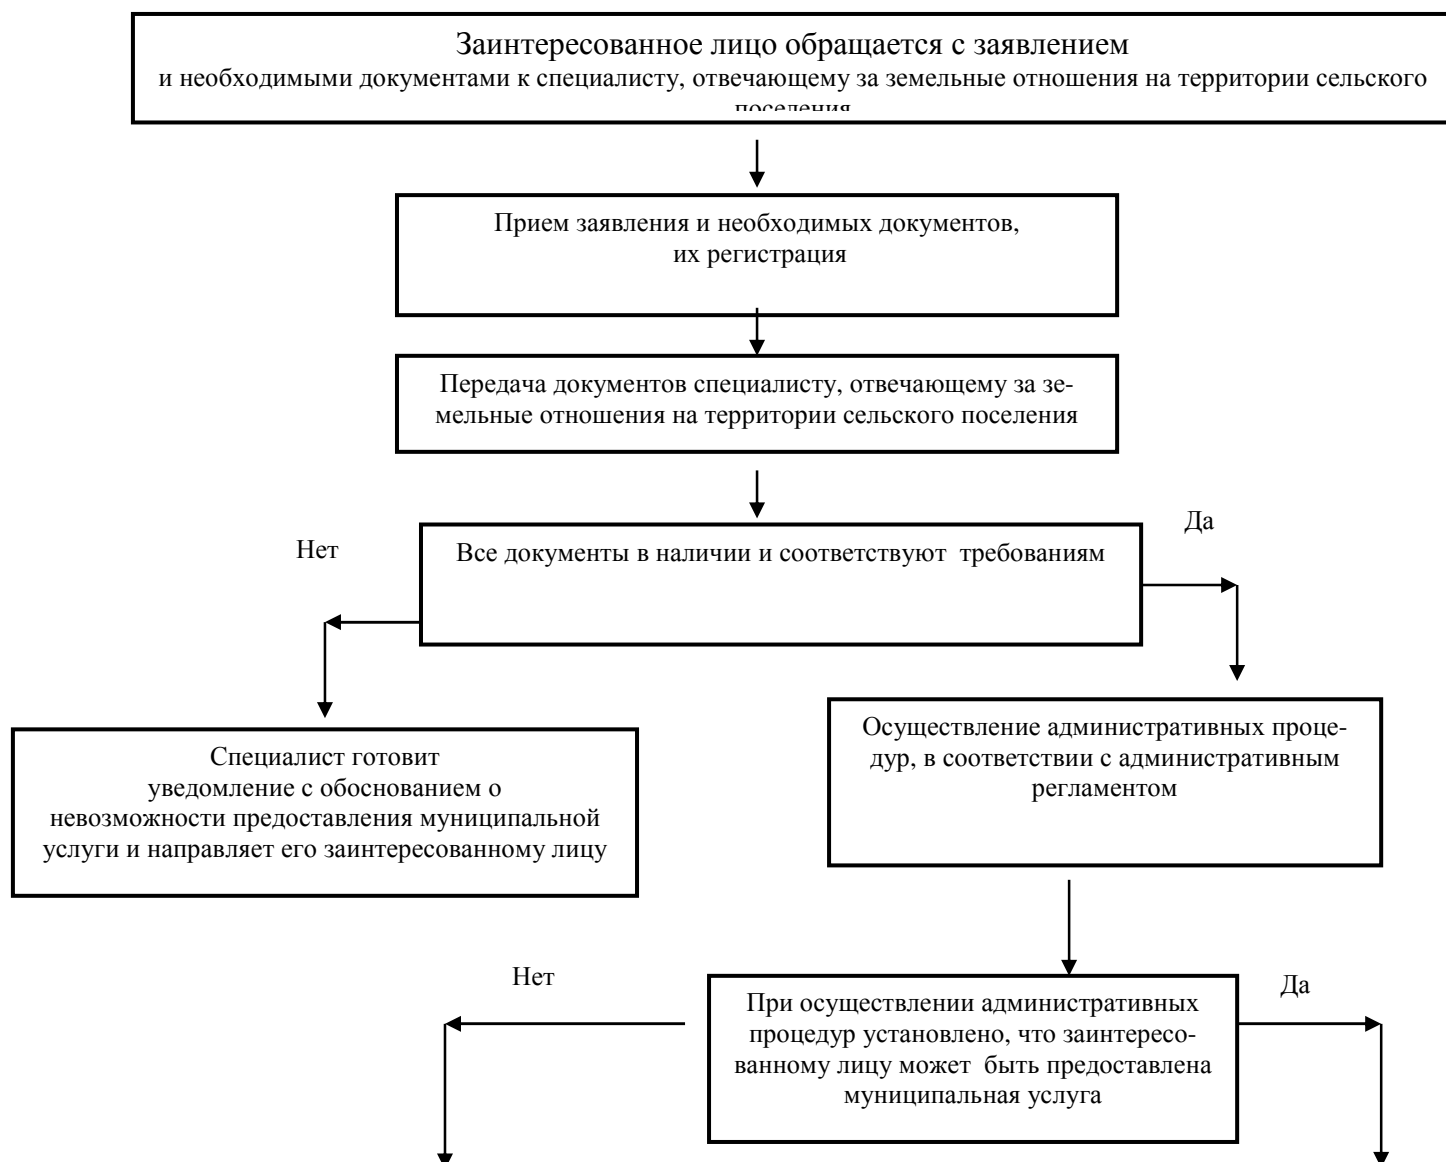 Заинтересованное лицо обращается с заявлением
и необходимыми документами к специалисту, отвечающему за земельные отношения на территории сельского
поселения
Прием заявления и необходимых документов,
их регистрация
Передача документов специалисту, отвечающему за зе-
мельные отношения на территории сельского поселения
Да
Нет
Все документы в наличии и соответствуют  требованиям
Осуществление административных проце-
дур, в соответствии с административным
регламентом
Специалист готовит
уведомление с обоснованием о
невозможности предоставления муниципальной
услуги и направляет его заинтересованному лицу
Нет
Да
При осуществлении административных
процедур установлено, что заинтересо-
ванному лицу может  быть предоставлена
муниципальная услуга